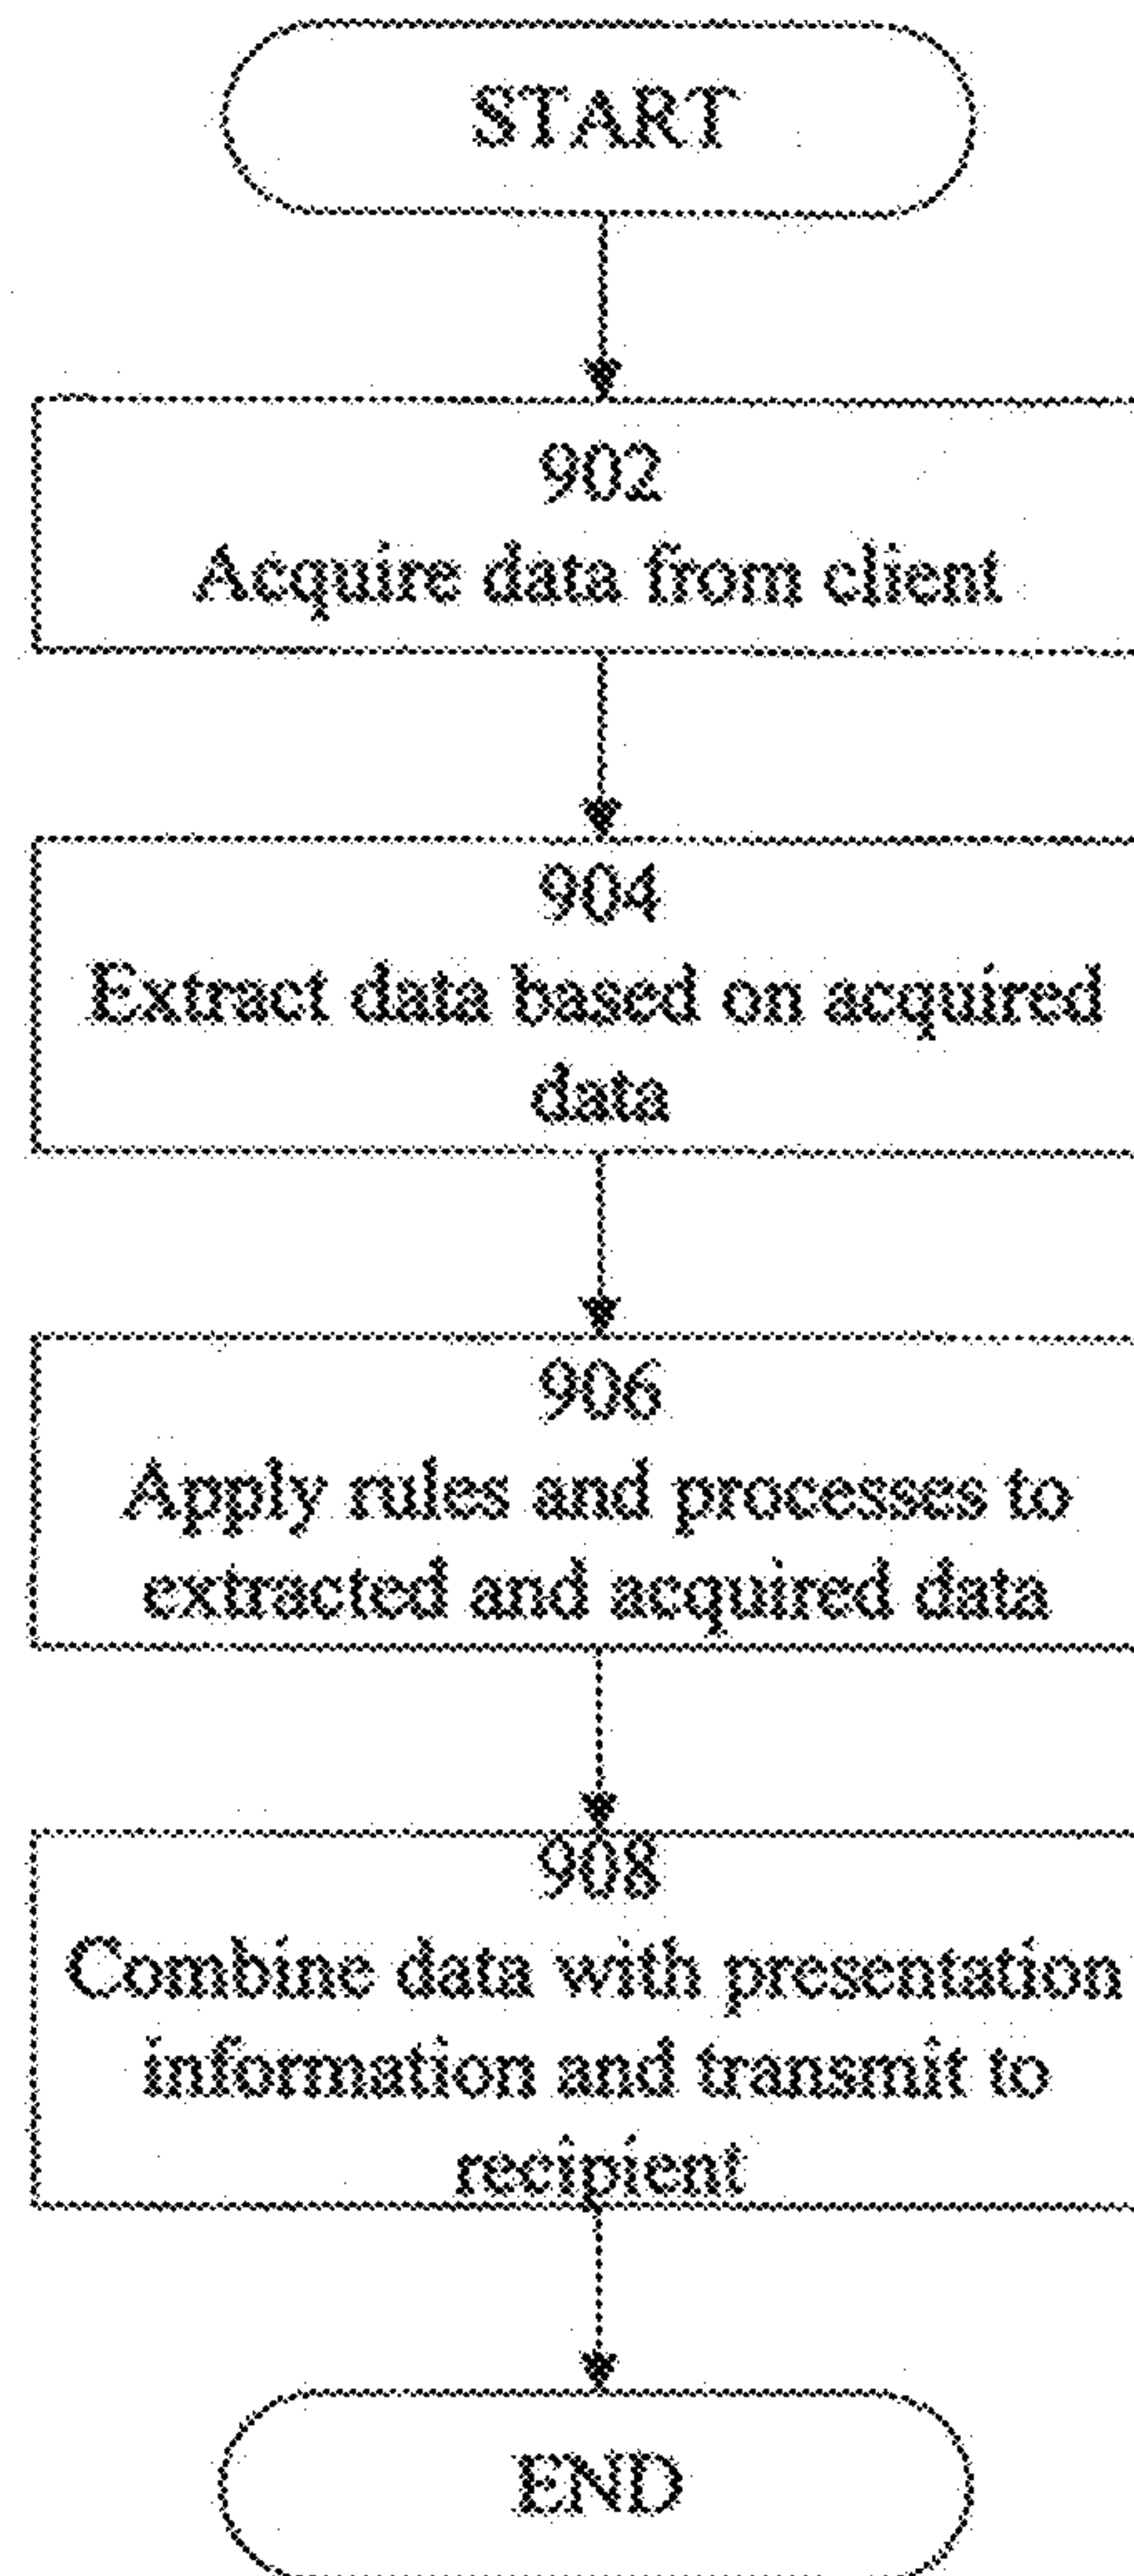 START
902
Acquire data from client
904
Extract data based on acquired
data
906
Apply rules and processes to
extracted and acquired data
908
Combine data with presentation
information and transmit to
recipient
END